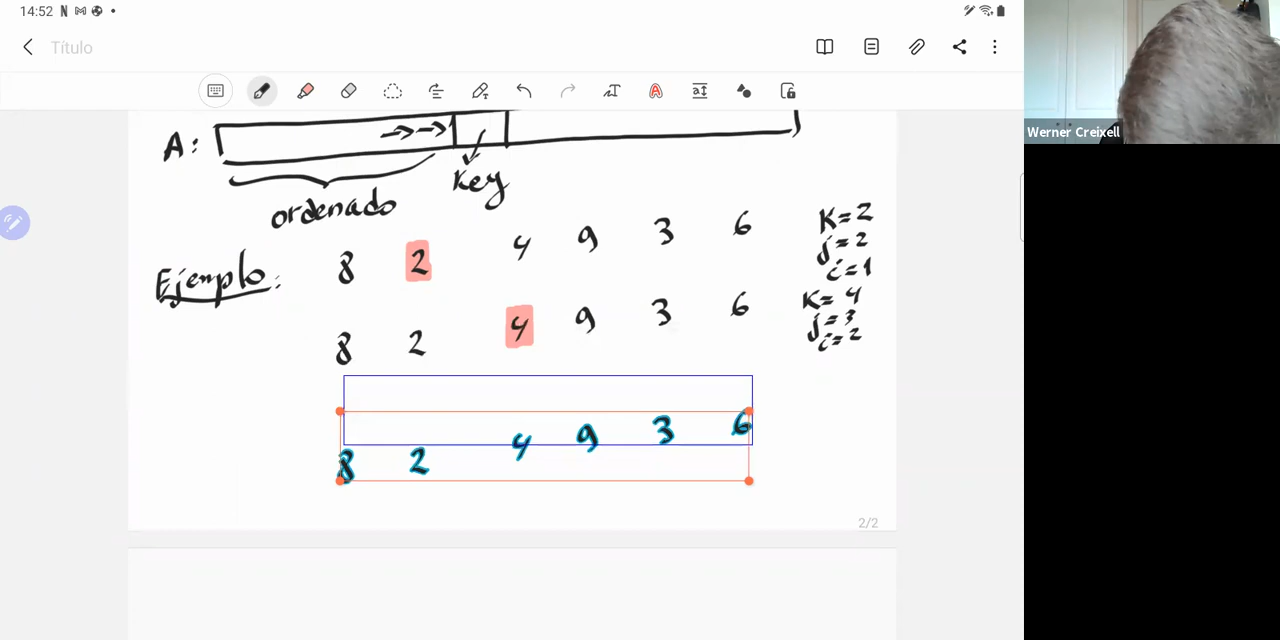 14:52
Título
Werner Creixell
A:
Key
ordenado
Ejemplo: 8 2 4 9 3 6 K=2
j=2
i=1
8 2 4 9 3 6 K=4
j=3
i=2
8 2 4 9 3 6
2/2